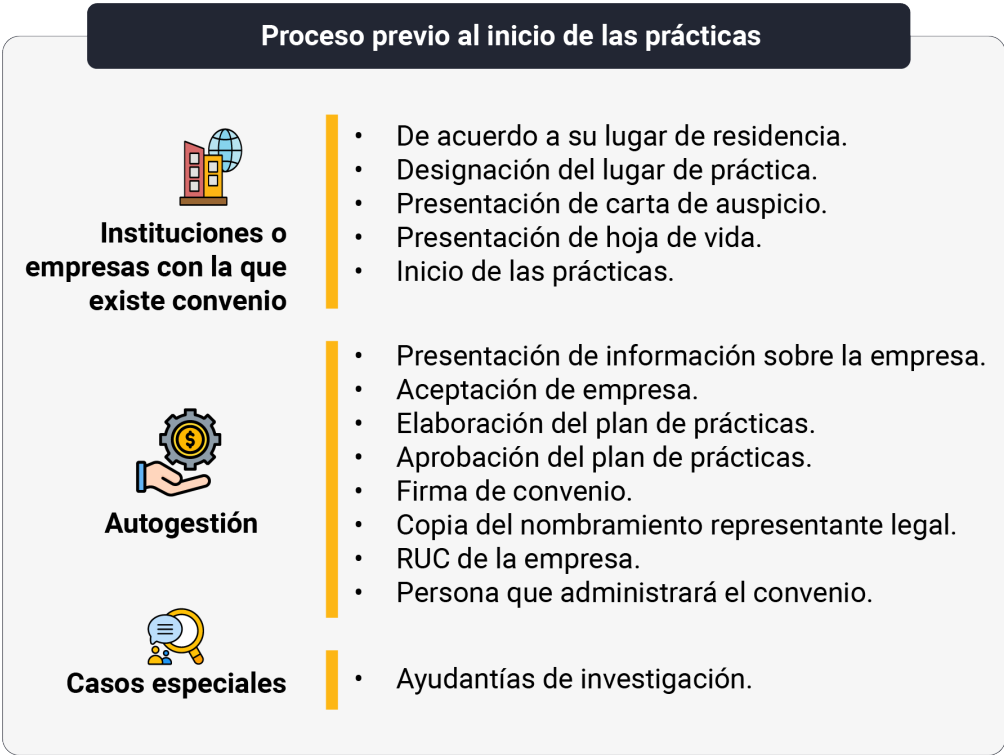 Proceso previo al inicio de las prácticas
Instituciones o
empresas con la que
existe convenio
• De acuerdo a su lugar de residencia.
• Designación del lugar de práctica.
• Presentación de carta de auspicio.
• Presentación de hoja de vida.
• Inicio de las prácticas.
Autogestión
• Presentación de información sobre la empresa.
• Aceptación de empresa.
• Elaboración del plan de prácticas.
• Aprobación del plan de prácticas.
• Firma de convenio.
• Copia del nombramiento representante legal.
• RUC de la empresa.
• Persona que administrará el convenio.
Casos especiales
• Ayudantías de investigación.